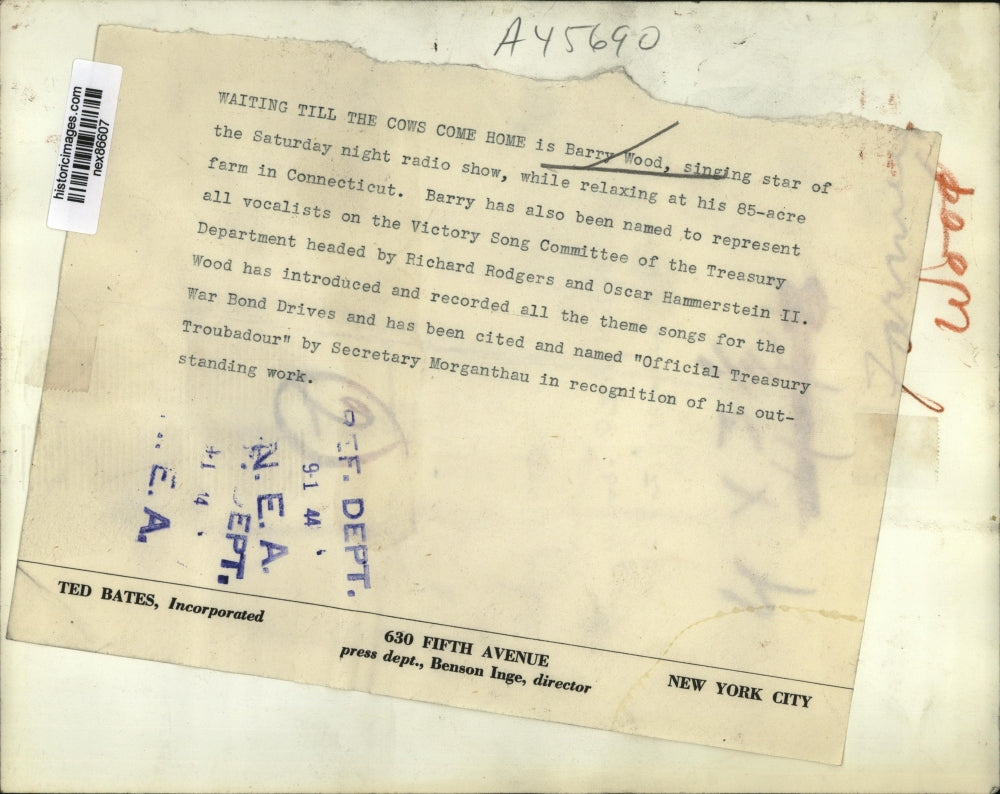 A45690
historicimages.com
nex86607
WAITING TILL THE COWS COME HOME is Barry Wood, singing star of
the Saturday night radio show, while relaxing at his 85-acre
farm in Connecticut. Barry has also been named to represent
all vocalists on the Victory Song Committee of the Treasury
Department headed by Richard Rodgers and Oscar Hammerstein II.
Wood has introduced and recorded all the theme songs for the
War Bond Drives and has been cited and named "Official Treasury
Troubadour" by Secretary Morganthau in recognition of his out-
standing work.
Wood
DEPT.
9-1 44
N. E. A.
EPT.
E. A.
TED BATES, Incorporated
630 FIFTH AVENUE
press dept., Benson Inge, director
NEW YORK CITY